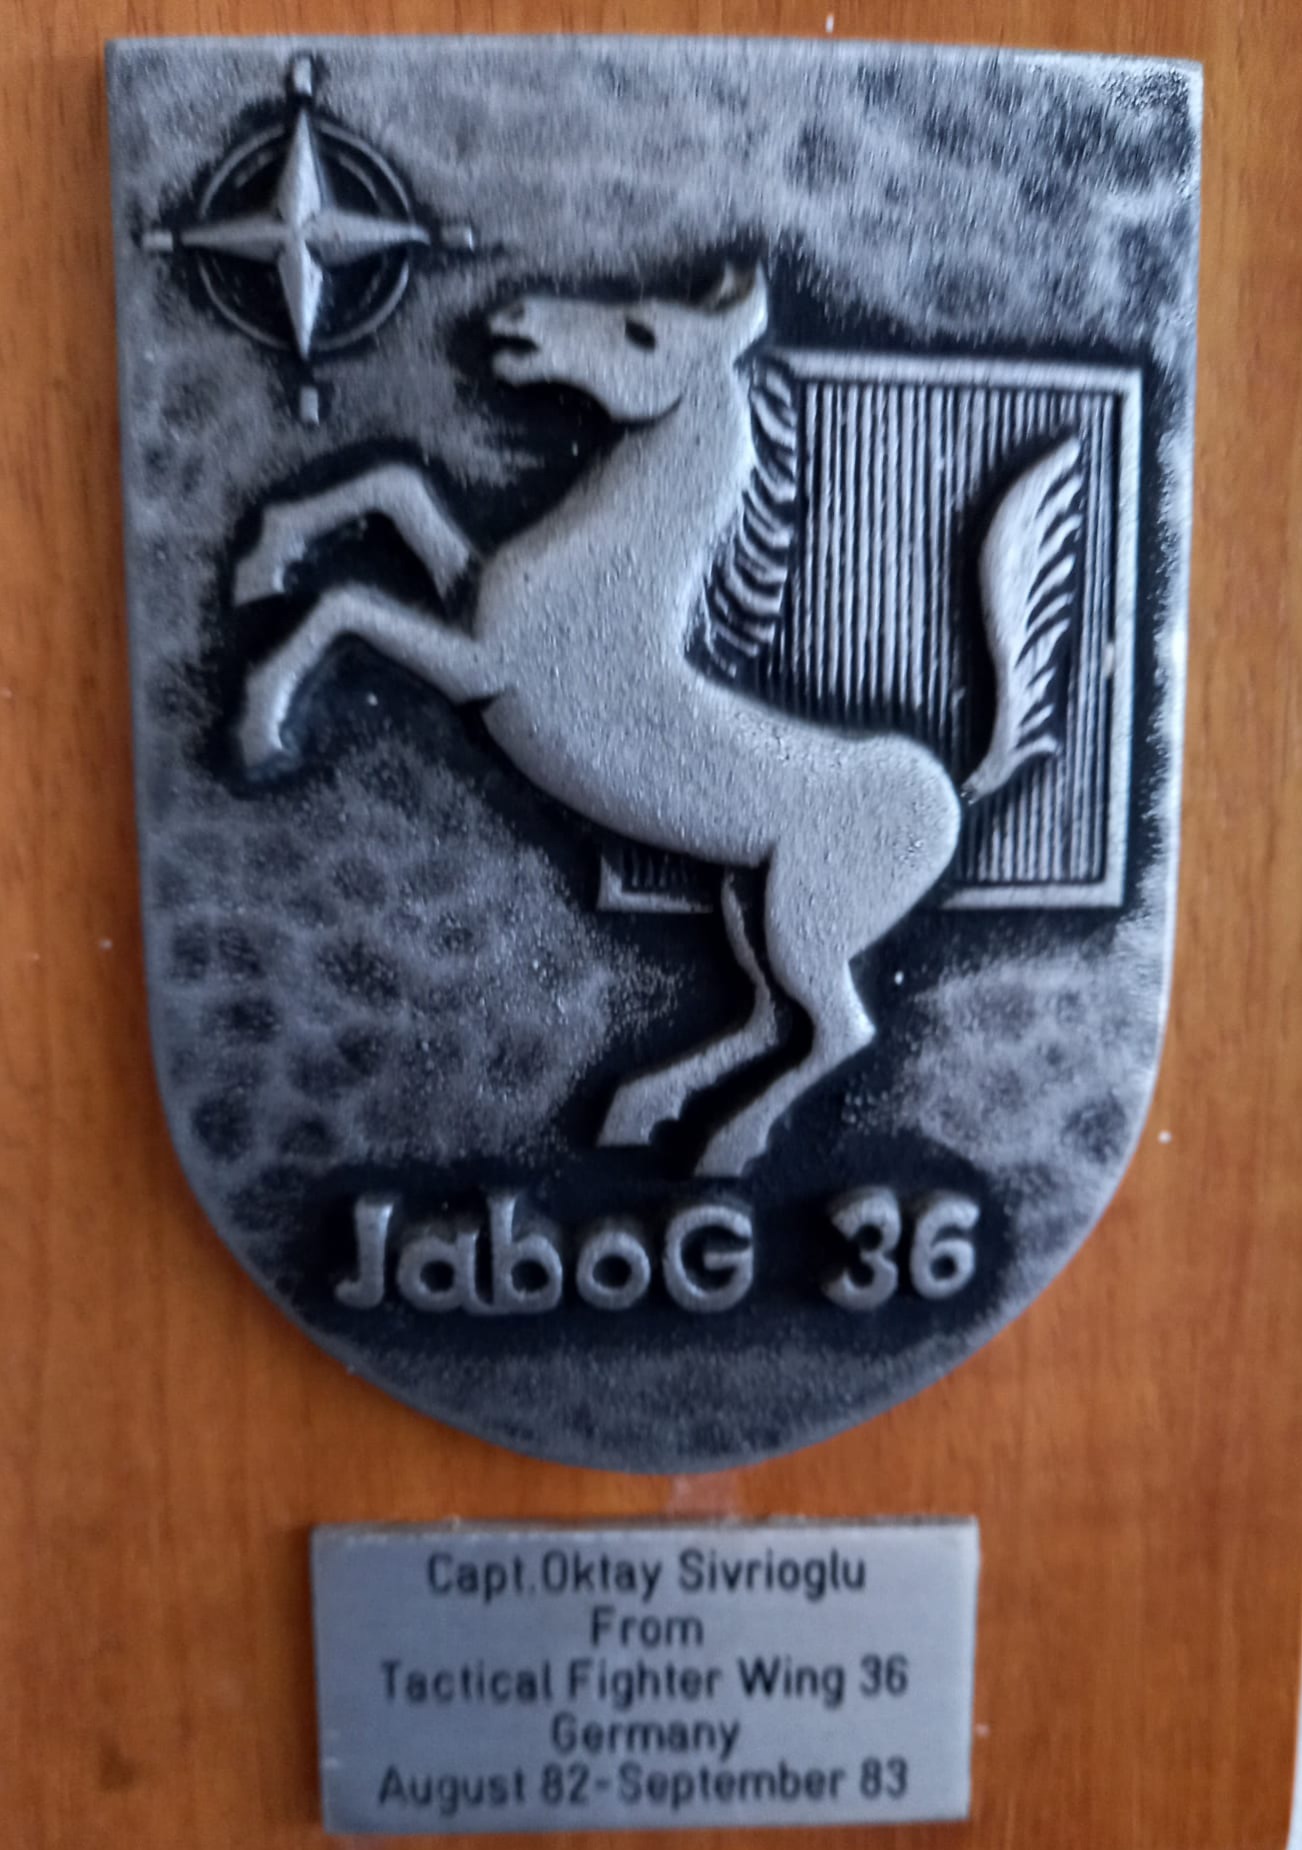 JaboG 36
Capt.Oktay Sivrioglu
From
Tactical Fighter Wing 36
Germany
August 82-September 83